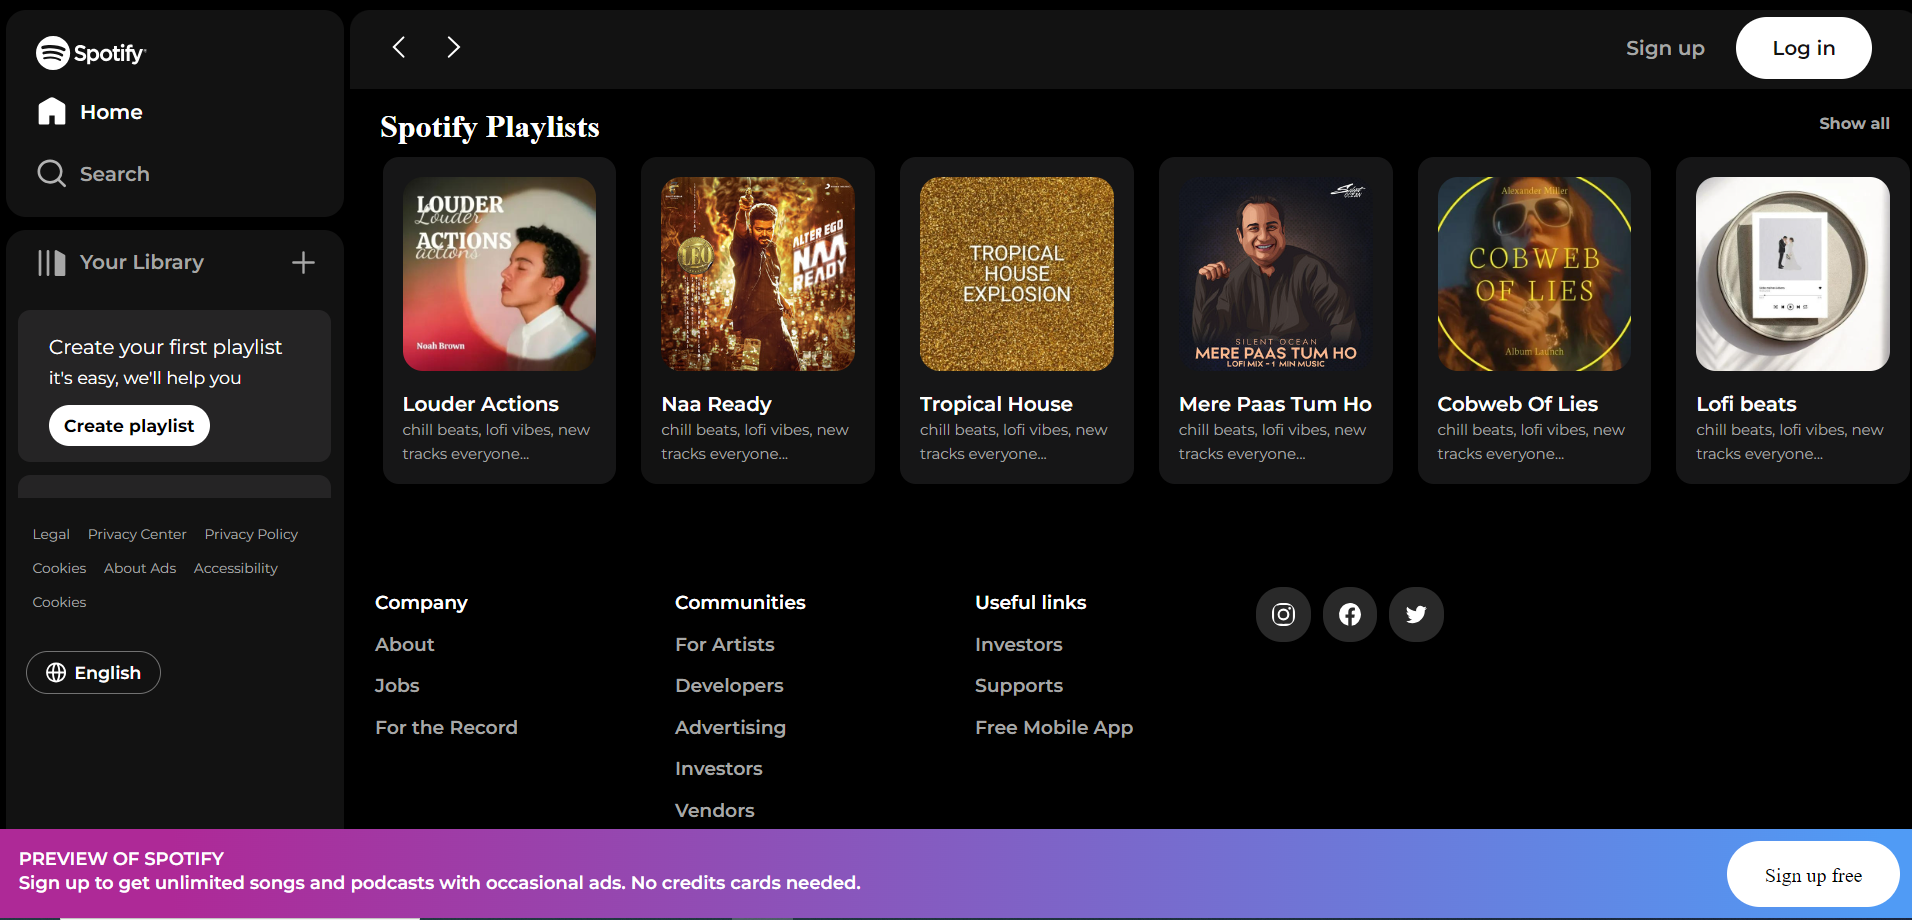 Spotify
Home
Search
Your Library
Create your first playlist
it's easy, we'll help you
Create playlist
Legal Privacy Center Privacy Policy
Cookies About Ads Accessibility
Cookies
English
Sign up
Log in
Spotify Playlists
Show all
LOUDER
Louder
ACTIONS
actions
Noah Brown
Louder Actions
chill beats, lofi vibes, new
tracks everyone...
LEO
ALTER EGO
NAA
READY
Naa Ready
chill beats, lofi vibes, new
tracks everyone...
TROPICAL
HOUSE
EXPLOSION
Tropical House
chill beats, lofi vibes, new
tracks everyone...
Silent
OCEAN
SILENT OCEAN
MERE PAAS TUM HO
LOFI MIX - 1 MIN MUSIC
Mere Paas Tum Ho
chill beats, lofi vibes, new
tracks everyone...
Alexander Miller
COBWEB
OF LIES
Album Launch
Cobweb Of Lies
chill beats, lofi vibes, new
tracks everyone...
Lofi beats
chill beats, lofi vibes, new
tracks everyone...
Company
About
Jobs
For the Record
Communities
For Artists
Developers
Advertising
Investors
Vendors
Useful links
Investors
Supports
Free Mobile App
PREVIEW OF SPOTIFY
Sign up to get unlimited songs and podcasts with occasional ads. No credits cards needed.
Sign up free